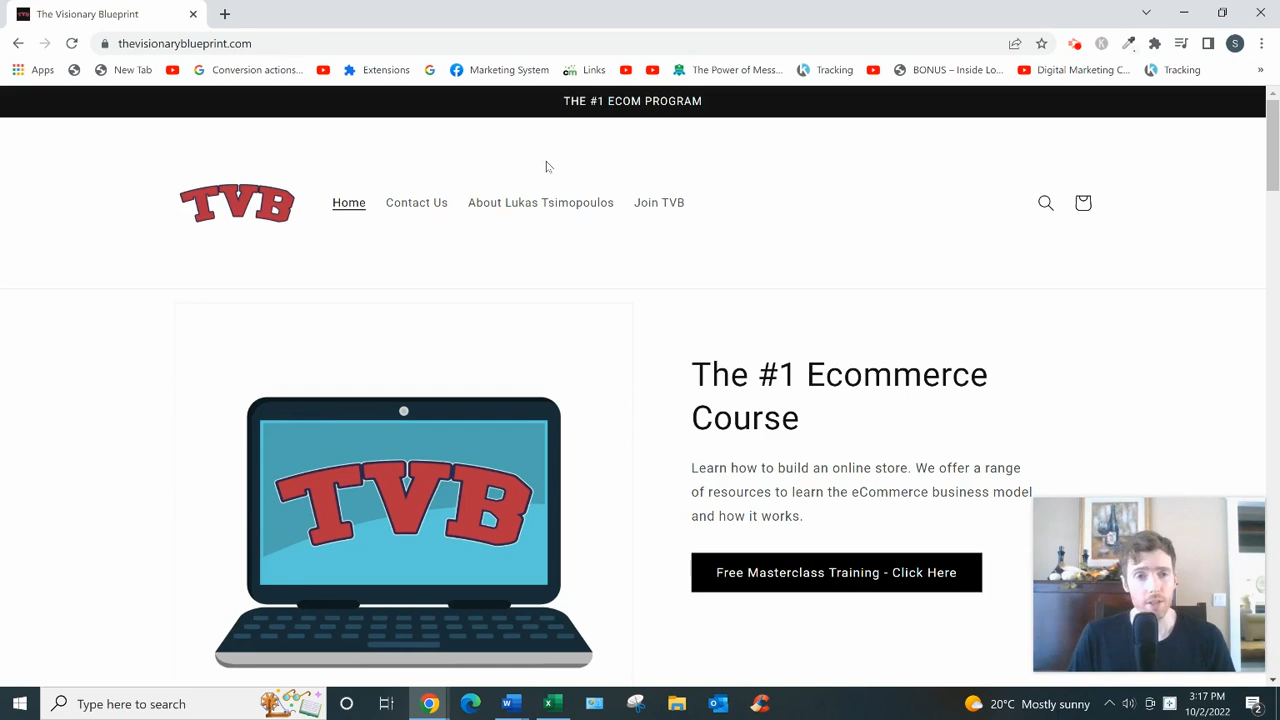 The Visionary Blueprint
thevisionaryblueprint.com
Apps
New Tab
Conversion actions...
Extensions
Marketing System
Links
The Power of Mess...
Tracking
BONUS – Inside Lo...
Digital Marketing C...
Tracking
»
THE #1 ECOM PROGRAM
TVB
Home
Contact Us
About Lukas Tsimopoulos
Join TVB
TVB
The #1 Ecommerce
Course
Learn how to build an online store. We offer a range
of resources to learn the eCommerce business model
and how it works.
Free Masterclass Training - Click Here
Type here to search
20°C Mostly sunny
3:17 PM
10/2/2022
2